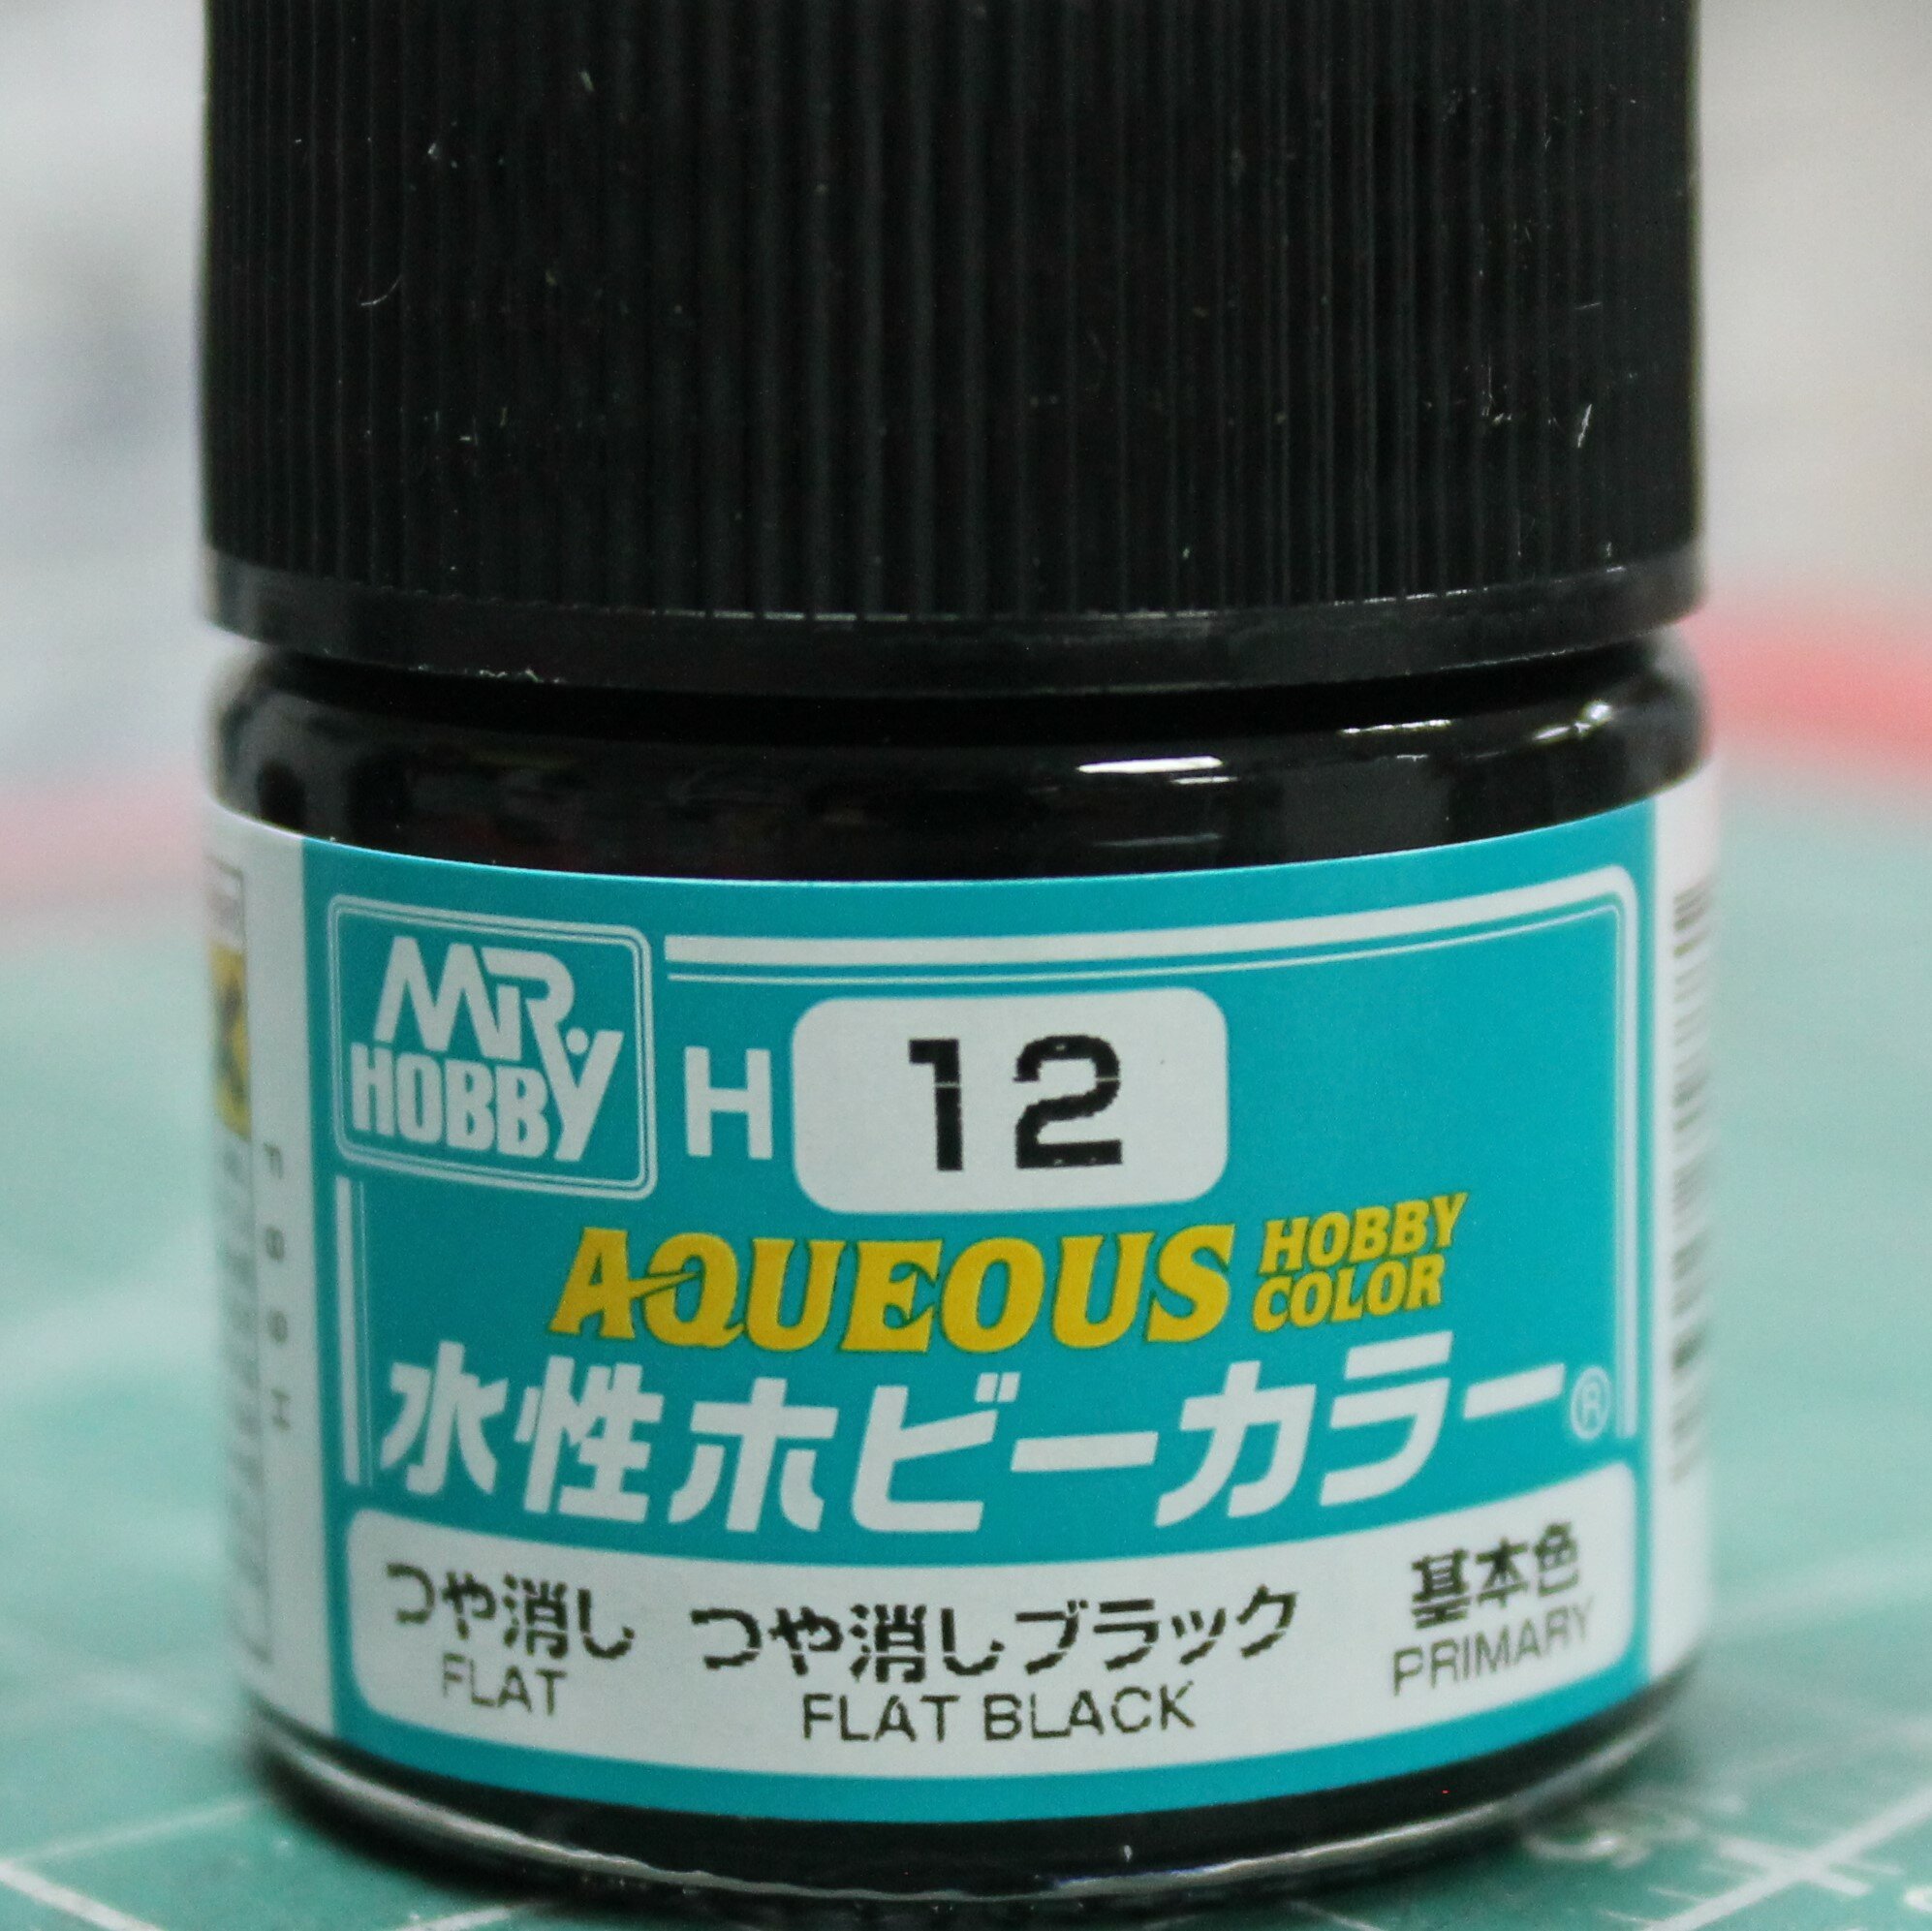 MR.
HOBBY
H 12
AQUEOUS HOBBY COLOR
水性ホビーカラー®
つや消し つや消しブラック 基本色
FLAT FLAT BLACK PRIMARY